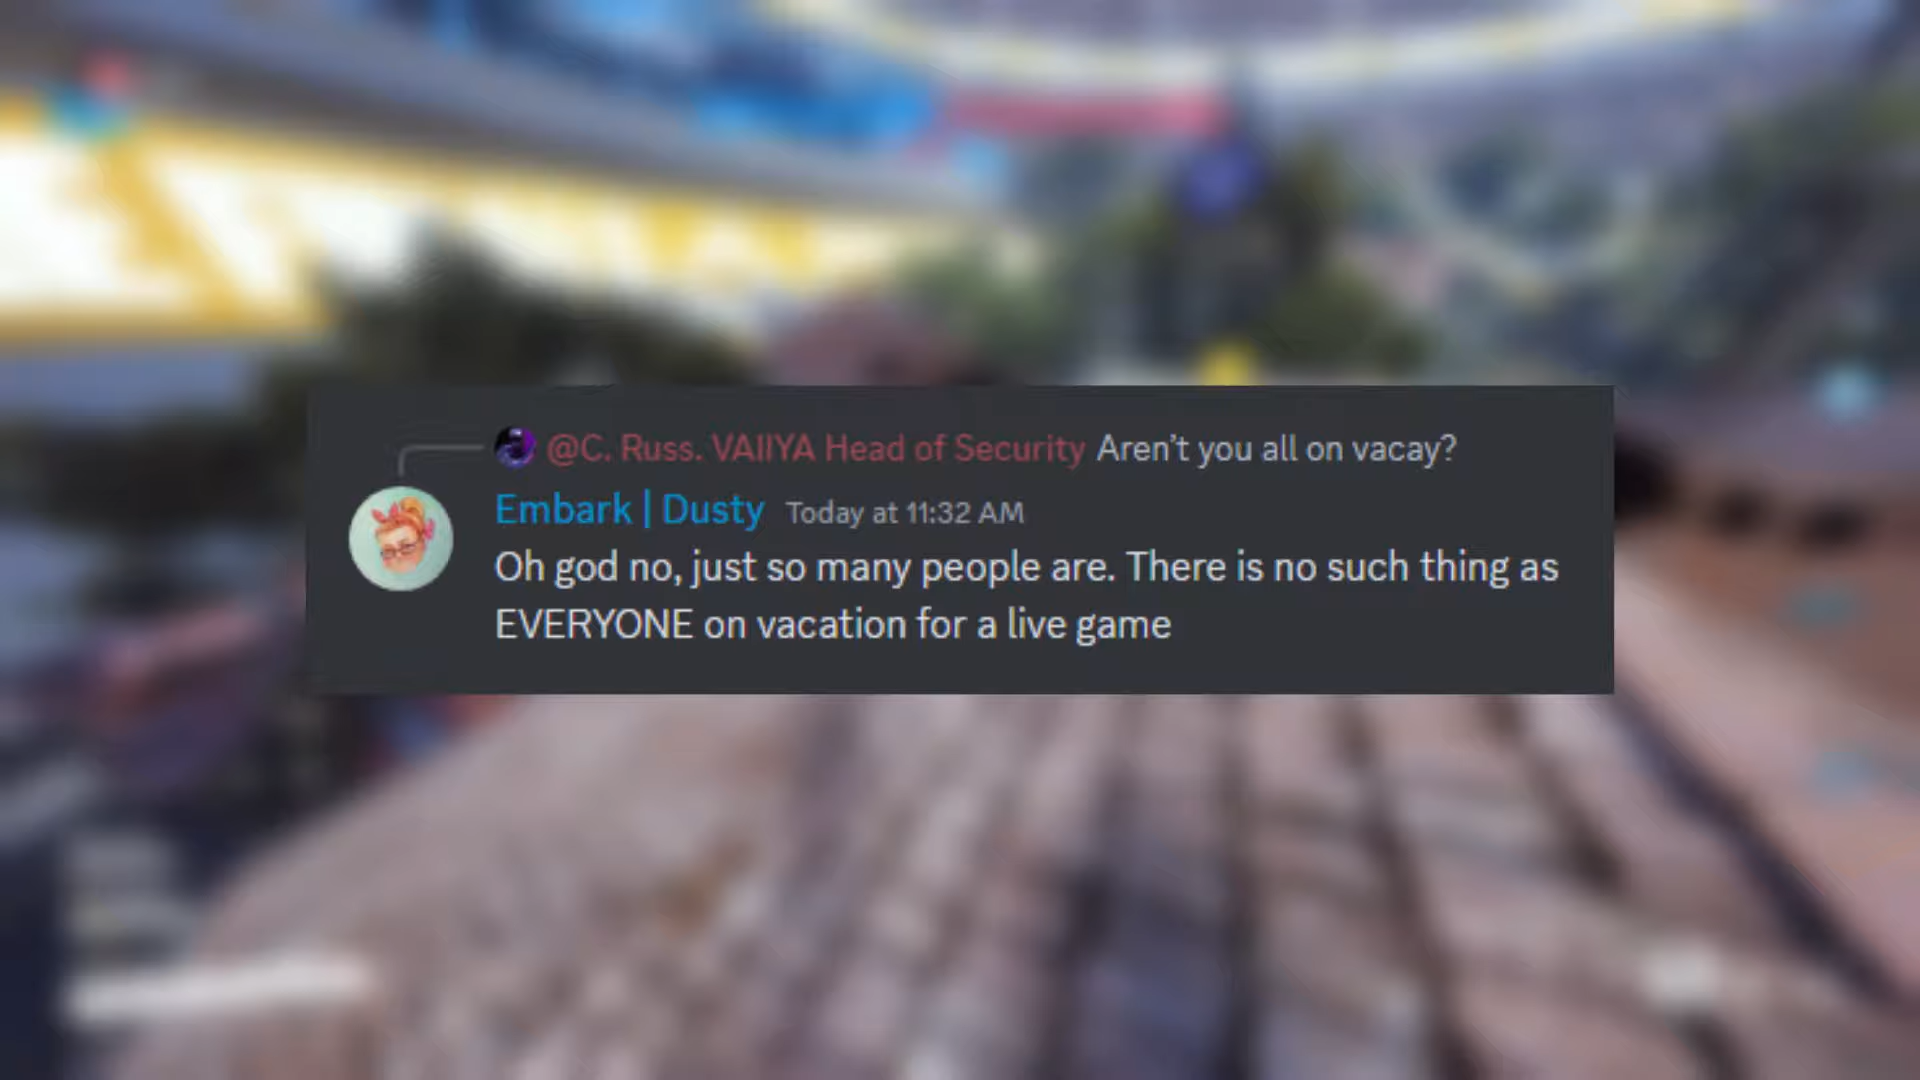 @C. Russ. VAIIYA Head of Security Aren't you all on vacay?
Embark | Dusty Today at 11:32 AM
Oh god no, just so many people are. There is no such thing as
EVERYONE on vacation for a live game